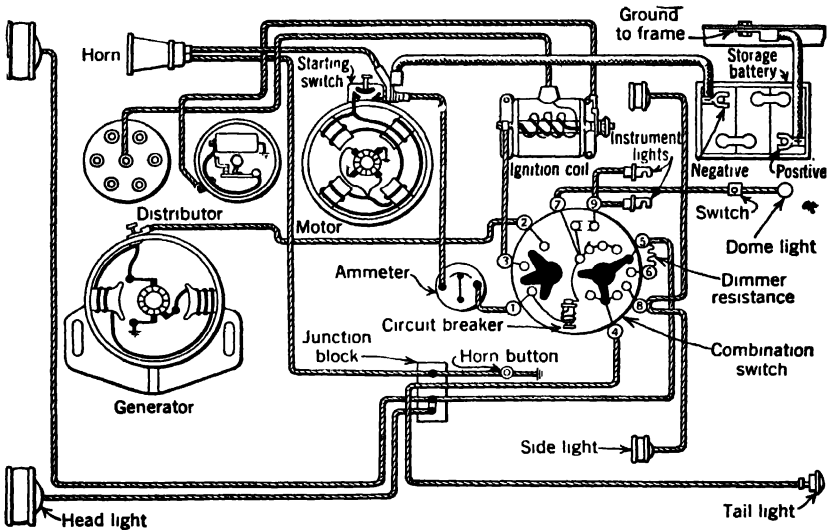 Ground
to frame
Horn
Starting
switch
Storage
battery
Instrument
lights
Ignition coil
Negative
Positive
Distributor
Motor
Switch
Dome light
2
7
9
3
5
6
1
8
4
Ammeter
Dimmer
resistance
Circuit breaker
Junction
block
Horn button
Combination
switch
Generator
Side light
Head light
Tail light